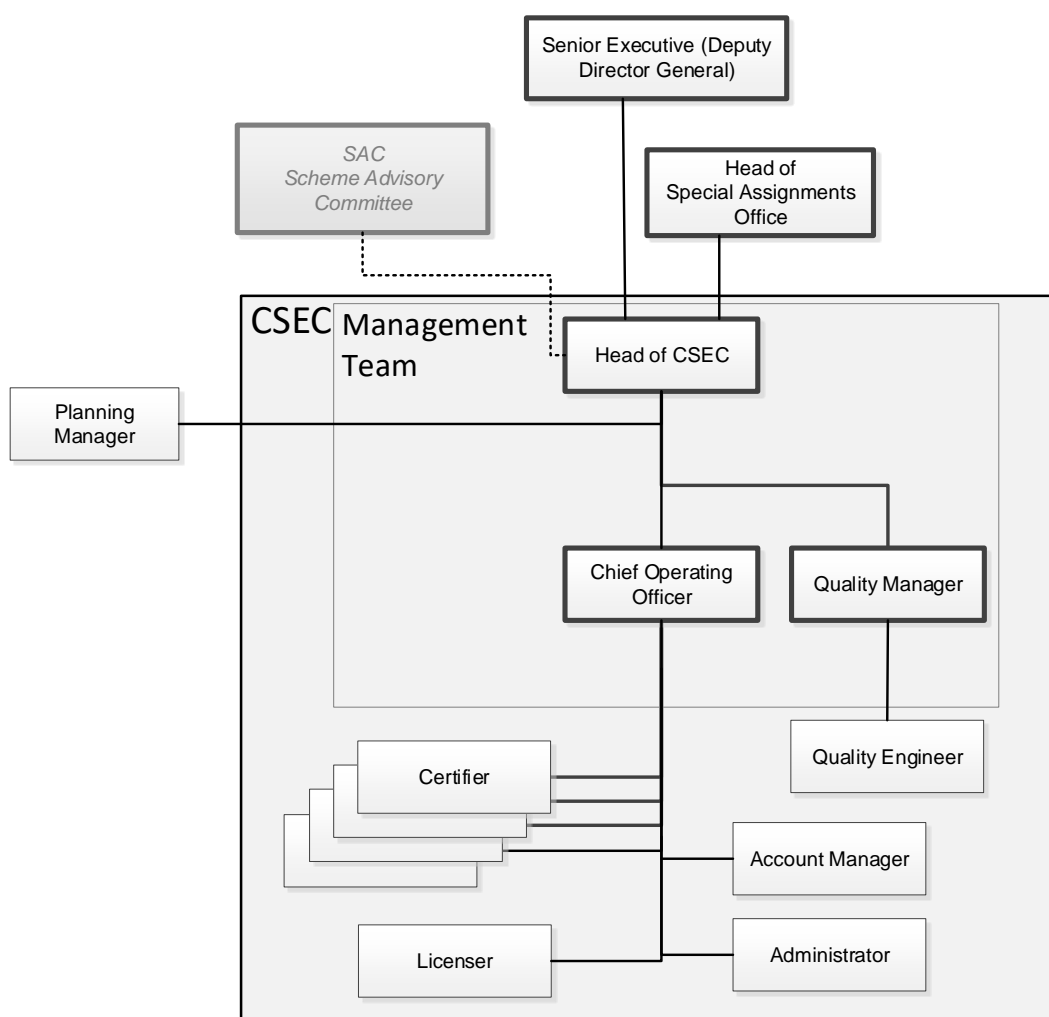 Senior Executive (Deputy
Director General)
SAC
Scheme Advisory
Committee
Head of
Special Assignments
Office
CSEC
Management
Team
Head of CSEC
Planning
Manager
Chief Operating
Officer
Quality Manager
Certifier
Quality Engineer
Account Manager
Licenser
Administrator